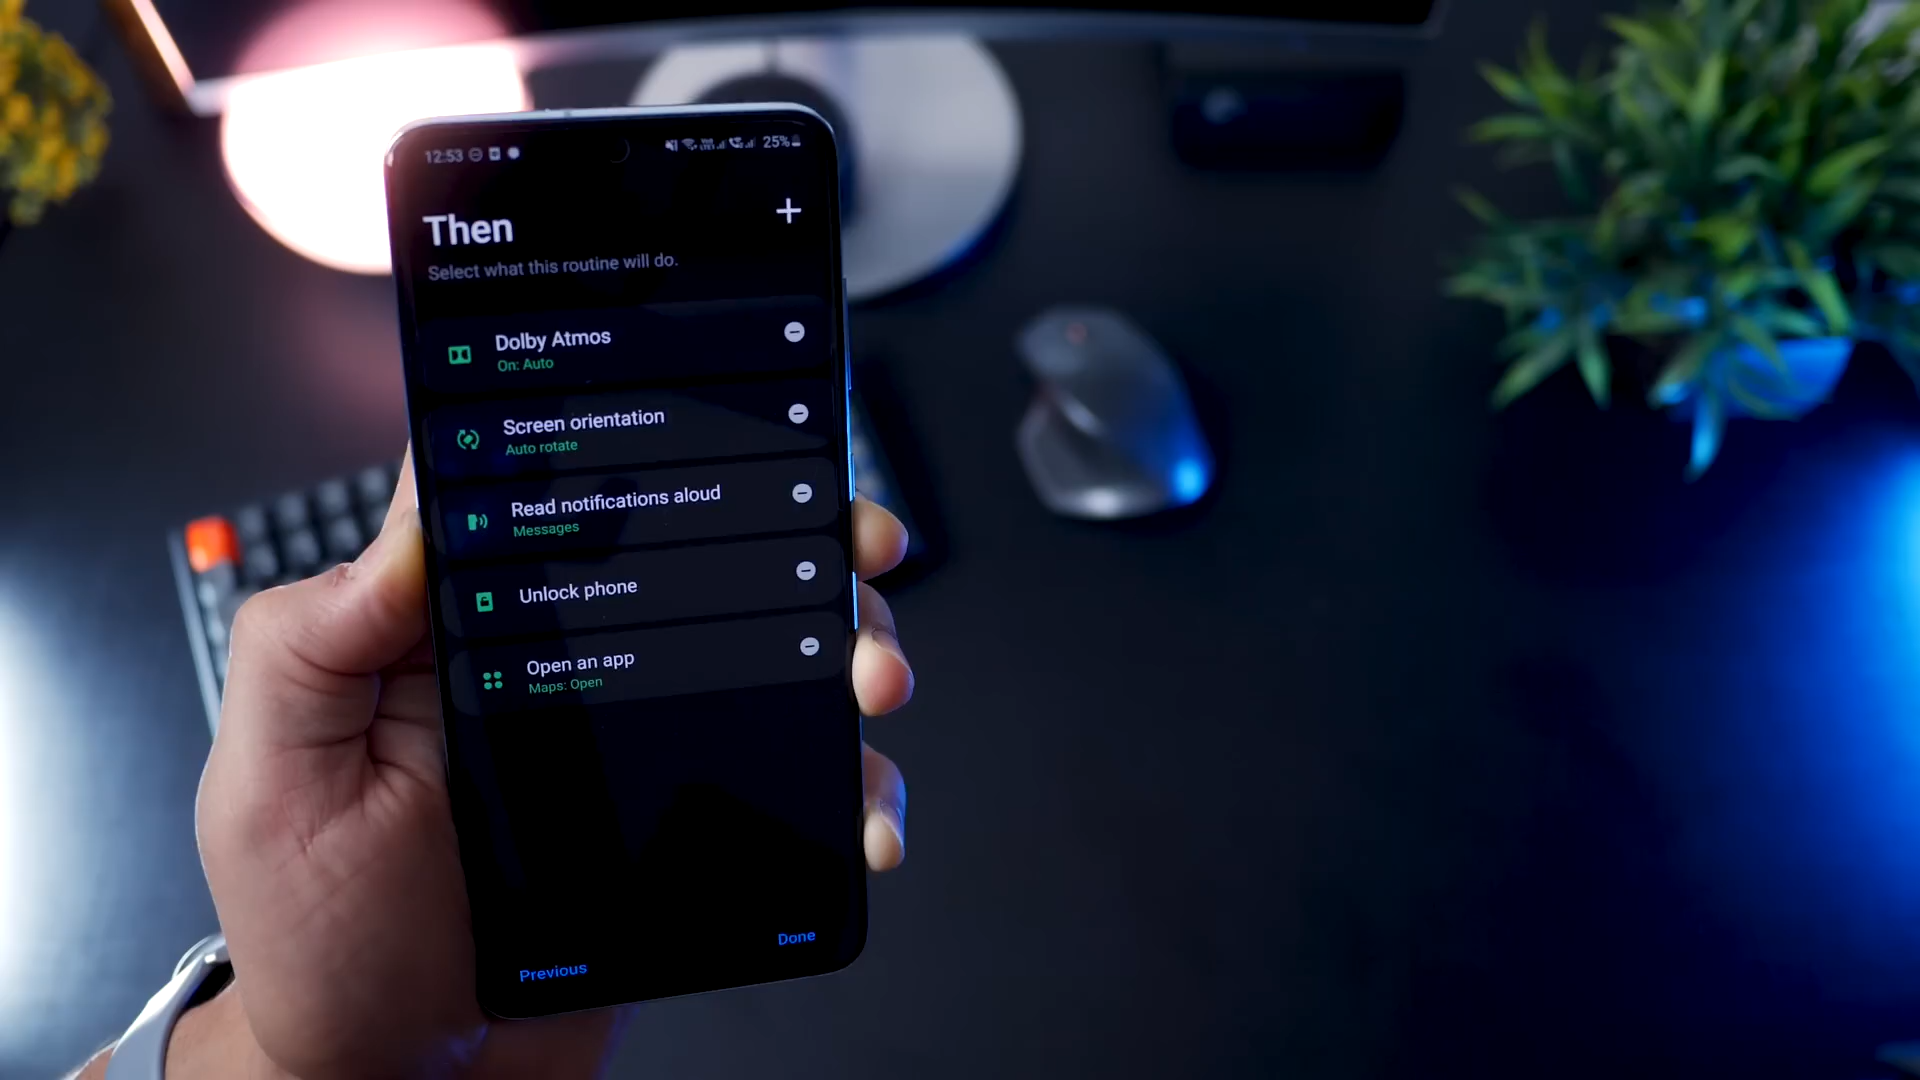 12:53 25%
Then
Select what this routine will do.
Dolby Atmos
On: Auto
Screen orientation
Auto rotate
Read notifications aloud
Messages
Unlock phone
Open an app
Maps: Open
Previous
Done